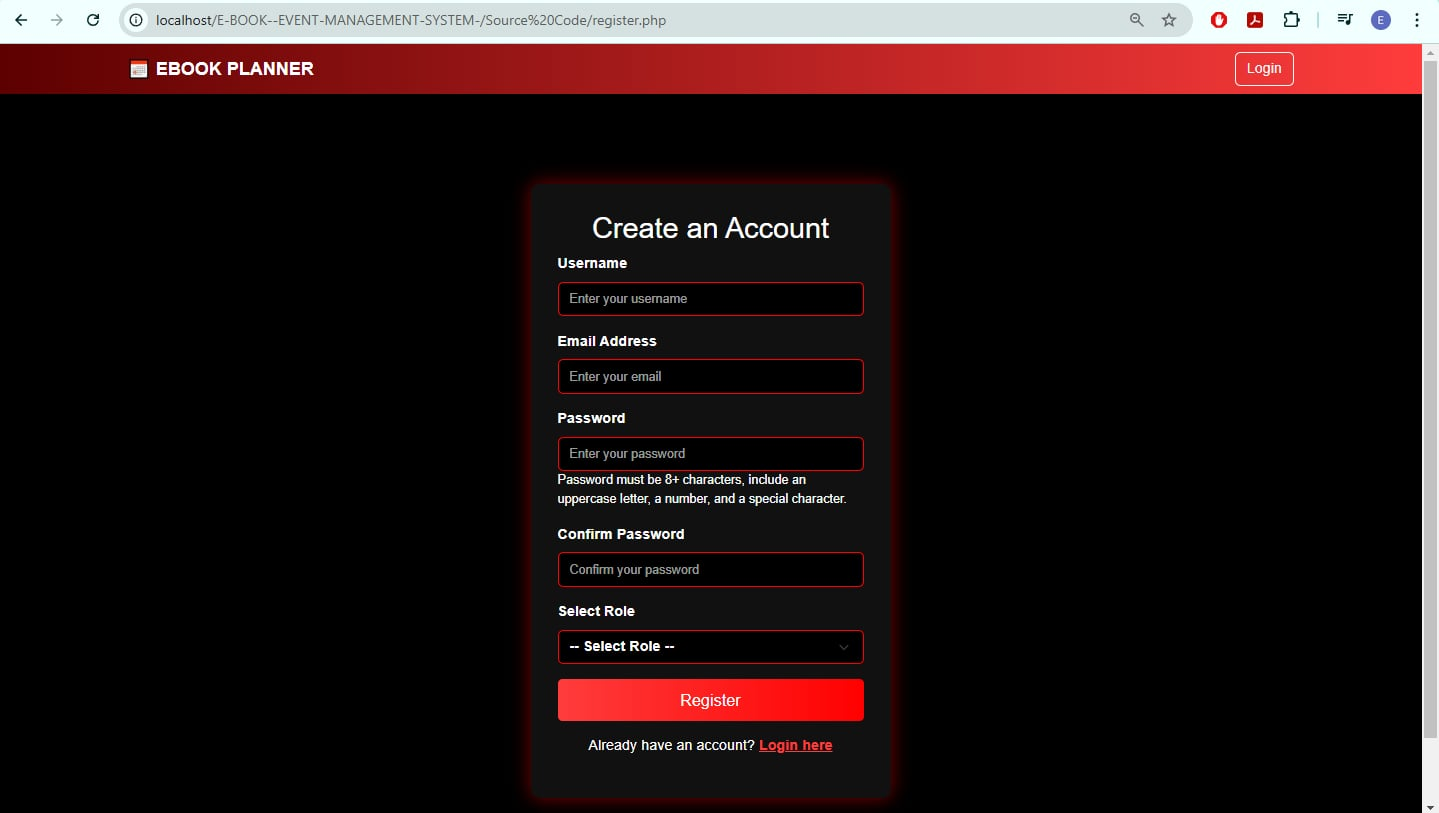 localhost/E-BOOK--EVENT-MANAGEMENT-SYSTEM-/Source%20Code/register.php
E
EBOOK PLANNER
Login
Create an Account
Username
Enter your username
Email Address
Enter your email
Password
Enter your password
Password must be 8+ characters, include an
uppercase letter, a number, and a special character.
Confirm Password
Confirm your password
Select Role
-- Select Role --
Register
Already have an account? Login here